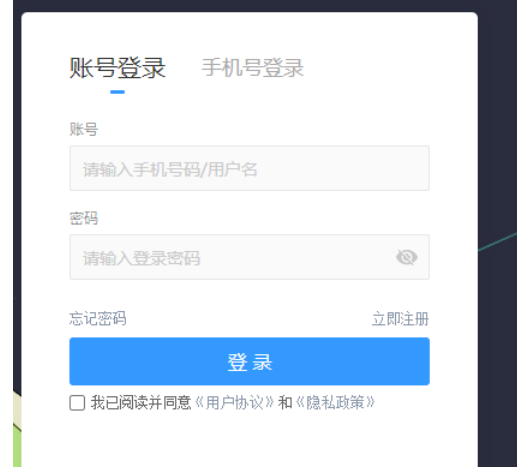 账号登录 手机号登录
账号
请输入手机号码/用户名
密码
请输入登录密码
忘记密码 立即注册
登 录
我已阅读并同意《用户协议》和《隐私政策》